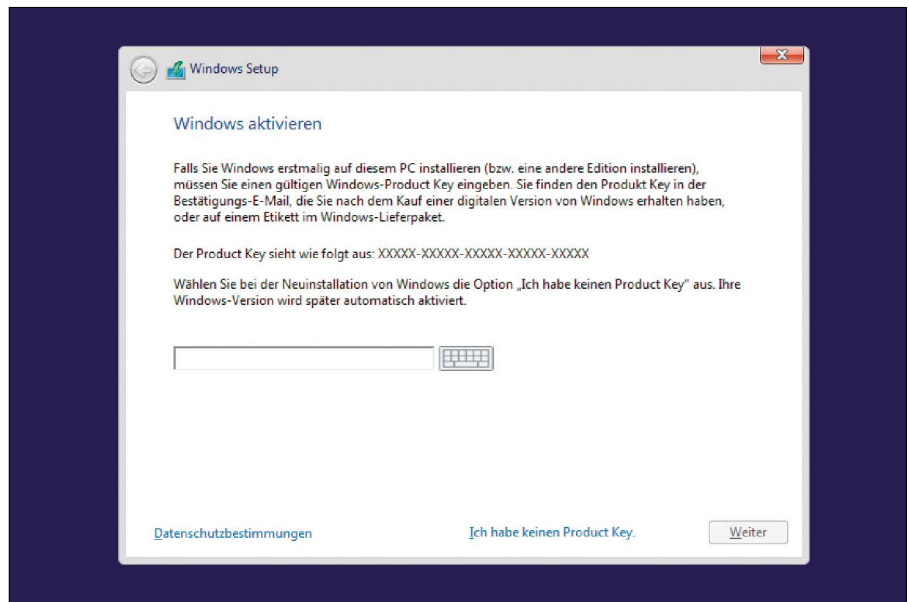 Windows Setup
Windows aktivieren
Falls Sie Windows erstmalig auf diesem PC installieren (bzw. eine andere Edition installieren),
müssen Sie einen gültigen Windows-Product Key eingeben. Sie finden den Produkt Key in der
Bestätigungs-E-Mail, die Sie nach dem Kauf einer digitalen Version von Windows erhalten haben,
oder auf einem Etikett im Windows-Lieferpaket.
Der Product Key sieht wie folgt aus: XXXXX-XXXXX-XXXXX-XXXXX-XXXXX
Wählen Sie bei der Neuinstallation von Windows die Option „Ich habe keinen Product Key" aus. Ihre
Windows-Version wird später automatisch aktiviert.
Datenschutzbestimmungen Ich habe keinen Product Key. Weiter